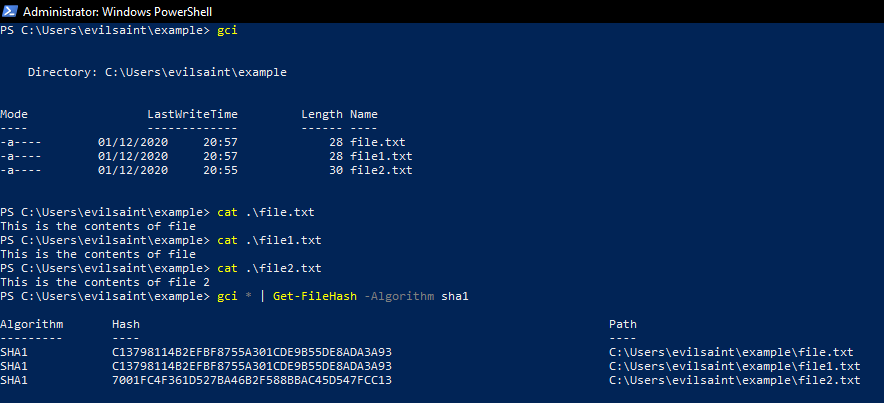 Administrator: Windows PowerShell
PS C:\Users\evilsaint\example> gci
Directory: C:\Users\evilsaint\example
Mode LastWriteTime Length Name
---- ------------- ------ ----
-a---- 01/12/2020 20:57 28 file.txt
-a---- 01/12/2020 20:57 28 file1.txt
-a---- 01/12/2020 20:55 30 file2.txt
PS C:\Users\evilsaint\example> cat .\file.txt
This is the contents of file
PS C:\Users\evilsaint\example> cat .\file1.txt
This is the contents of file
PS C:\Users\evilsaint\example> cat .\file2.txt
This is the contents of file 2
PS C:\Users\evilsaint\example> gci * | Get-FileHash -Algorithm sha1
Algorithm Hash Path
--------- ---- ----
SHA1 C13798114B2EFBF8755A301CDE9B55DE8ADA3A93 C:\Users\evilsaint\example\file.txt
SHA1 C13798114B2EFBF8755A301CDE9B55DE8ADA3A93 C:\Users\evilsaint\example\file1.txt
SHA1 7001FC4F361D527BA46B2F588BBAC45D547FCC13 C:\Users\evilsaint\example\file2.txt